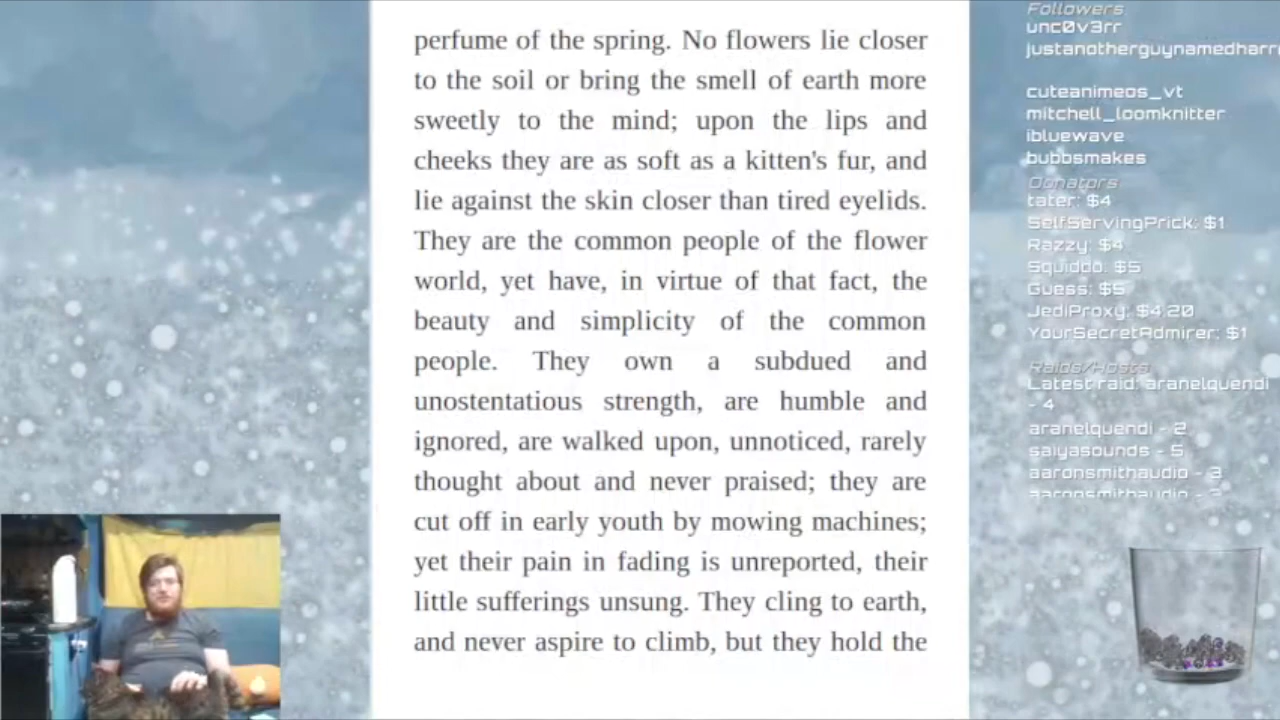 perfume of the spring. No flowers lie closer
to the soil or bring the smell of earth more
sweetly to the mind; upon the lips and
cheeks they are as soft as a kitten's fur, and
lie against the skin closer than tired eyelids.
They are the common people of the flower
world, yet have, in virtue of that fact, the
beauty and simplicity of the common
people. They own a subdued and
unostentatious strength, are humble and
ignored, are walked upon, unnoticed, rarely
thought about and never praised; they are
cut off in early youth by mowing machines;
yet their pain in fading is unreported, their
little sufferings unsung. They cling to earth,
and never aspire to climb, but they hold the
Followers
unc0v3rr
justanotherguynamedharr
cuteanimeos_vt
mitchell_loomknitter
ibluewave
bubbsmakes
Donators
tater: $4
SelfServingPrick: $1
Razzy: $4
Squiddo: $5
Guess: $5
JediProxy: $4.20
YourSecretAdmirer: $1
Raids/Hosts
Latest raid: aranelquendi
- 4
aranelquendi - 2
saiyasounds - 5
aaronsmithaudio - 3
aaronsmithaudio -